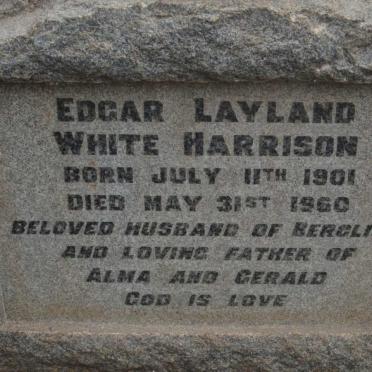 EDGAR LAYLAND
WHITE HARRISON
BORN JULY 11TH 1901
DIED MAY 31ST 1960
BELOVED HUSBAND OF
AND LOVING FATHER OF
ALMA AND GERALD
GOD IS LOVE